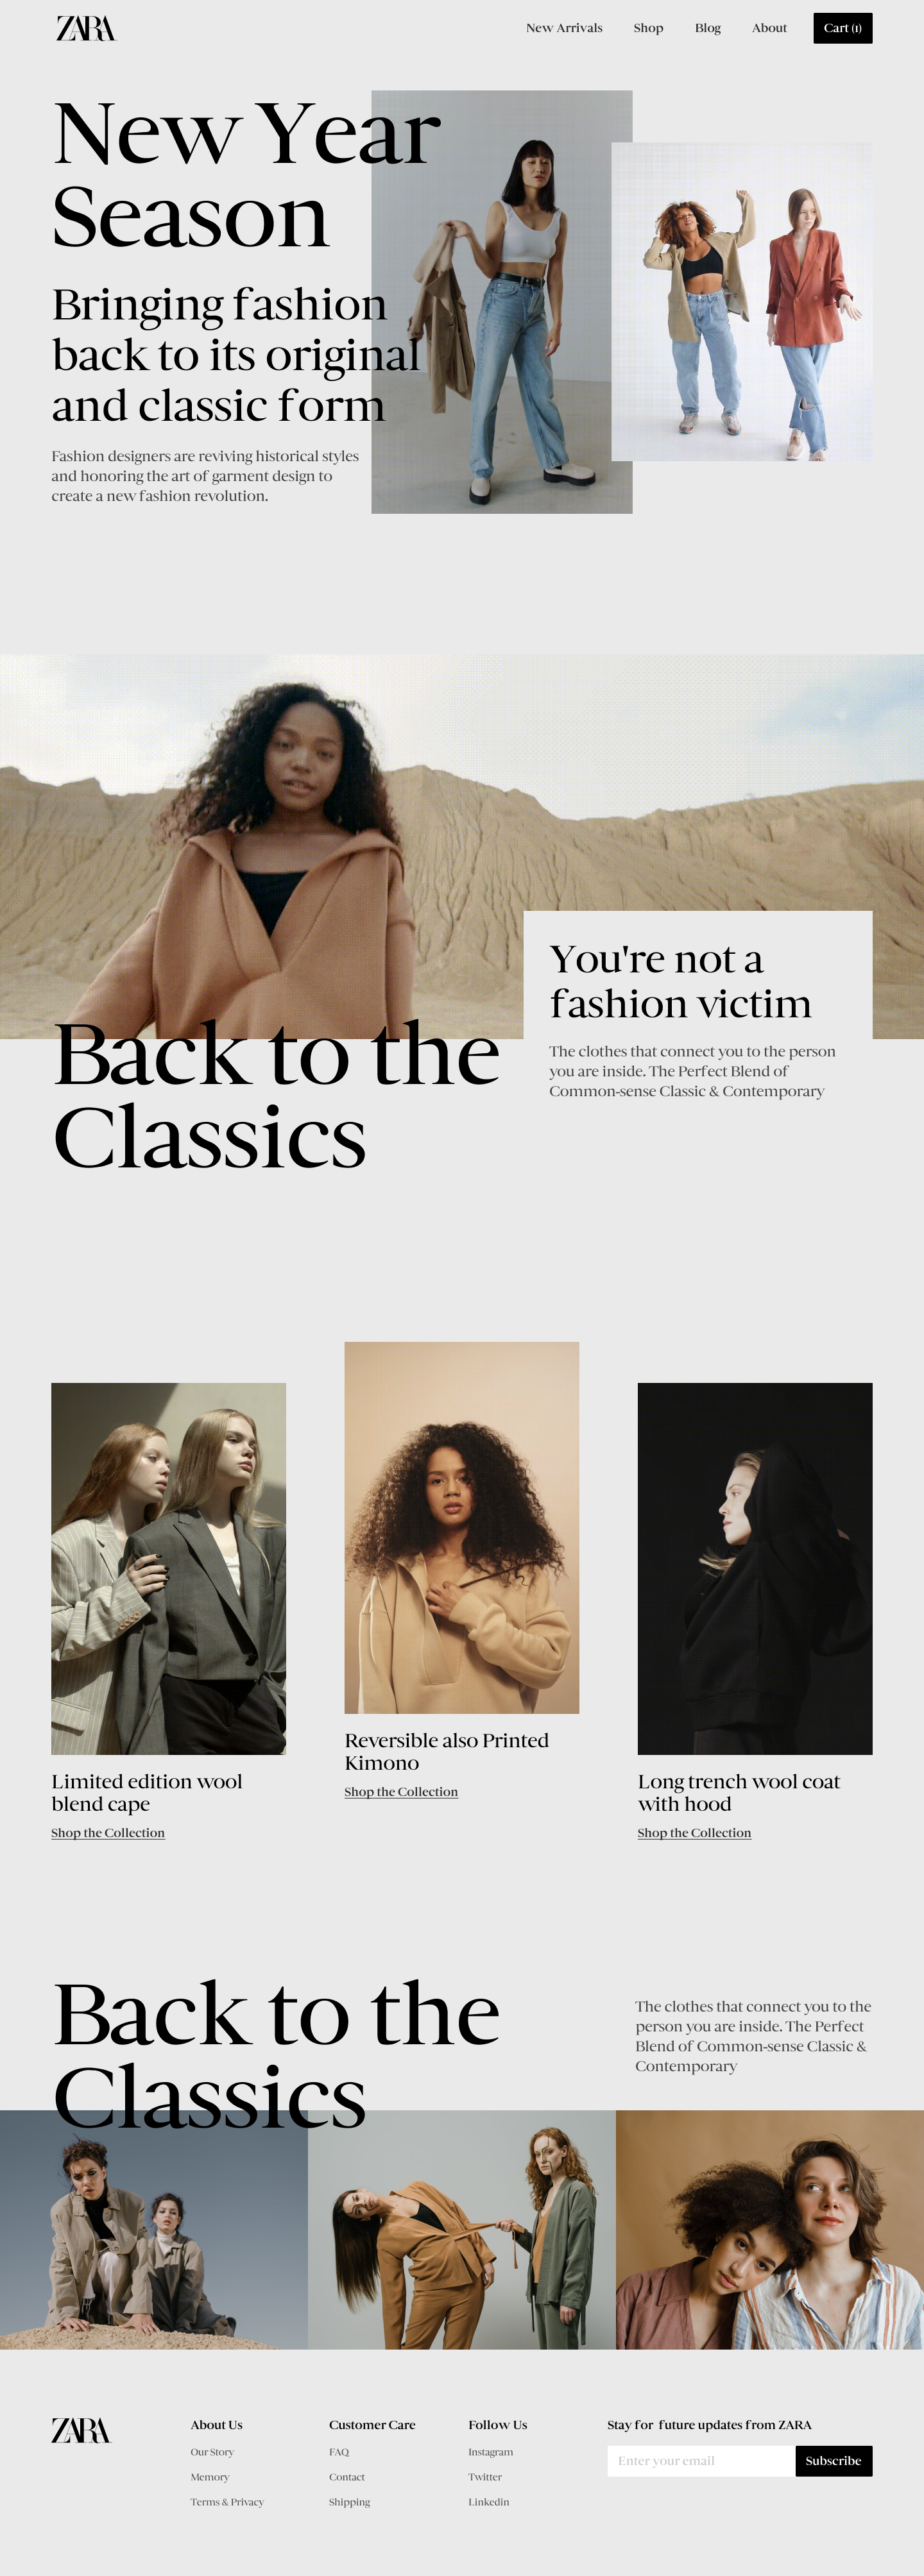 ZARA
New Arrivals
Shop
Blog
About
Cart (1)
New Year
Season
Bringing fashion
back to its original
and classic form
Fashion designers are reviving historical styles
and honoring the art of garment design to
create a new fashion revolution.
You're not a
fashion victim
The clothes that connect you to the person
you are inside. The Perfect Blend of
Common-sense Classic & Contemporary
Back to the
Classics
Limited edition wool
blend cape
Shop the Collection
Reversible also Printed
Kimono
Shop the Collection
Long trench wool coat
with hood
Shop the Collection
Back to the
Classics
The clothes that connect you to the
person you are inside. The Perfect
Blend of Common-sense Classic &
Contemporary
ZARA
About Us
Our Story
Memory
Terms & Privacy
Customer Care
FAQ
Contact
Shipping
Follow Us
Instagram
Twitter
Linkedin
Stay for  future updates from ZARA
Enter your email
Subscribe